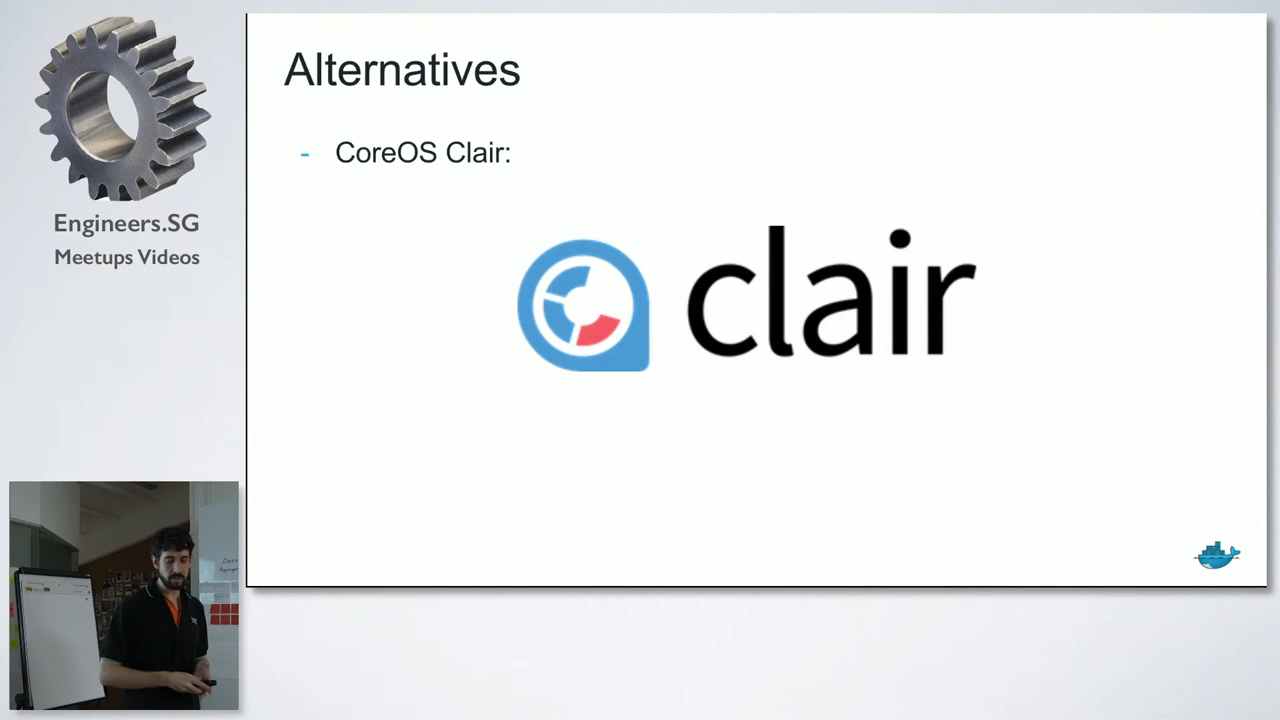 Engineers.SG
Meetups Videos
Alternatives
- CoreOS Clair:
clair